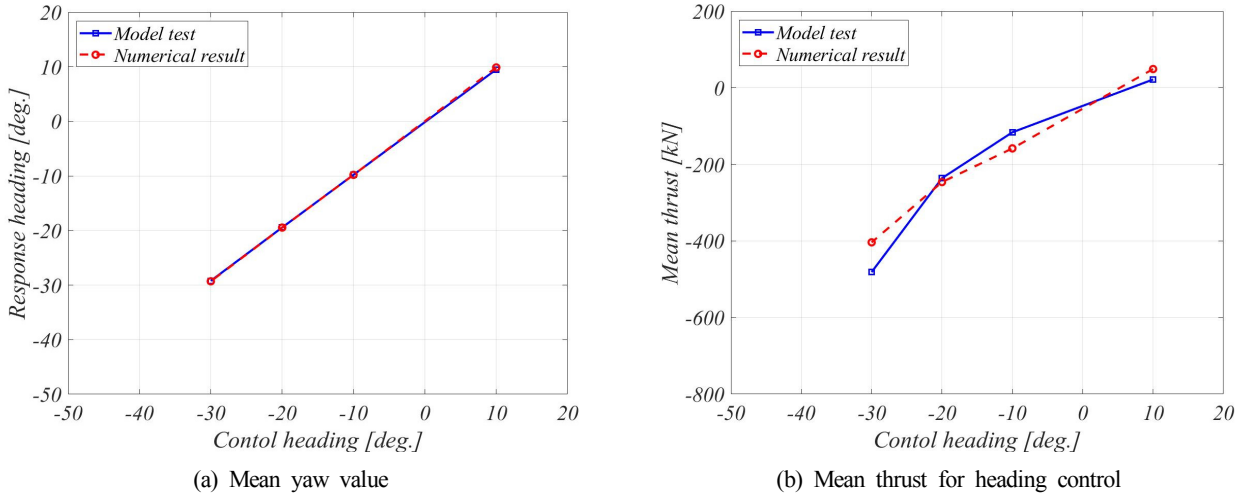 20
10
0
-10
-20
-30
-40
-50
Response heading [deg.]
Model test
Numerical result
-50 -40 -30 -20 -10 0 10 20
Contol heading [deg.]
(a) Mean yaw value
200
0
-200
-400
-600
-800
Mean thrust [kN]
Model test
Numerical result
-50 -40 -30 -20 -10 0 10 20
Contol heading [deg.]
(b) Mean thrust for heading control